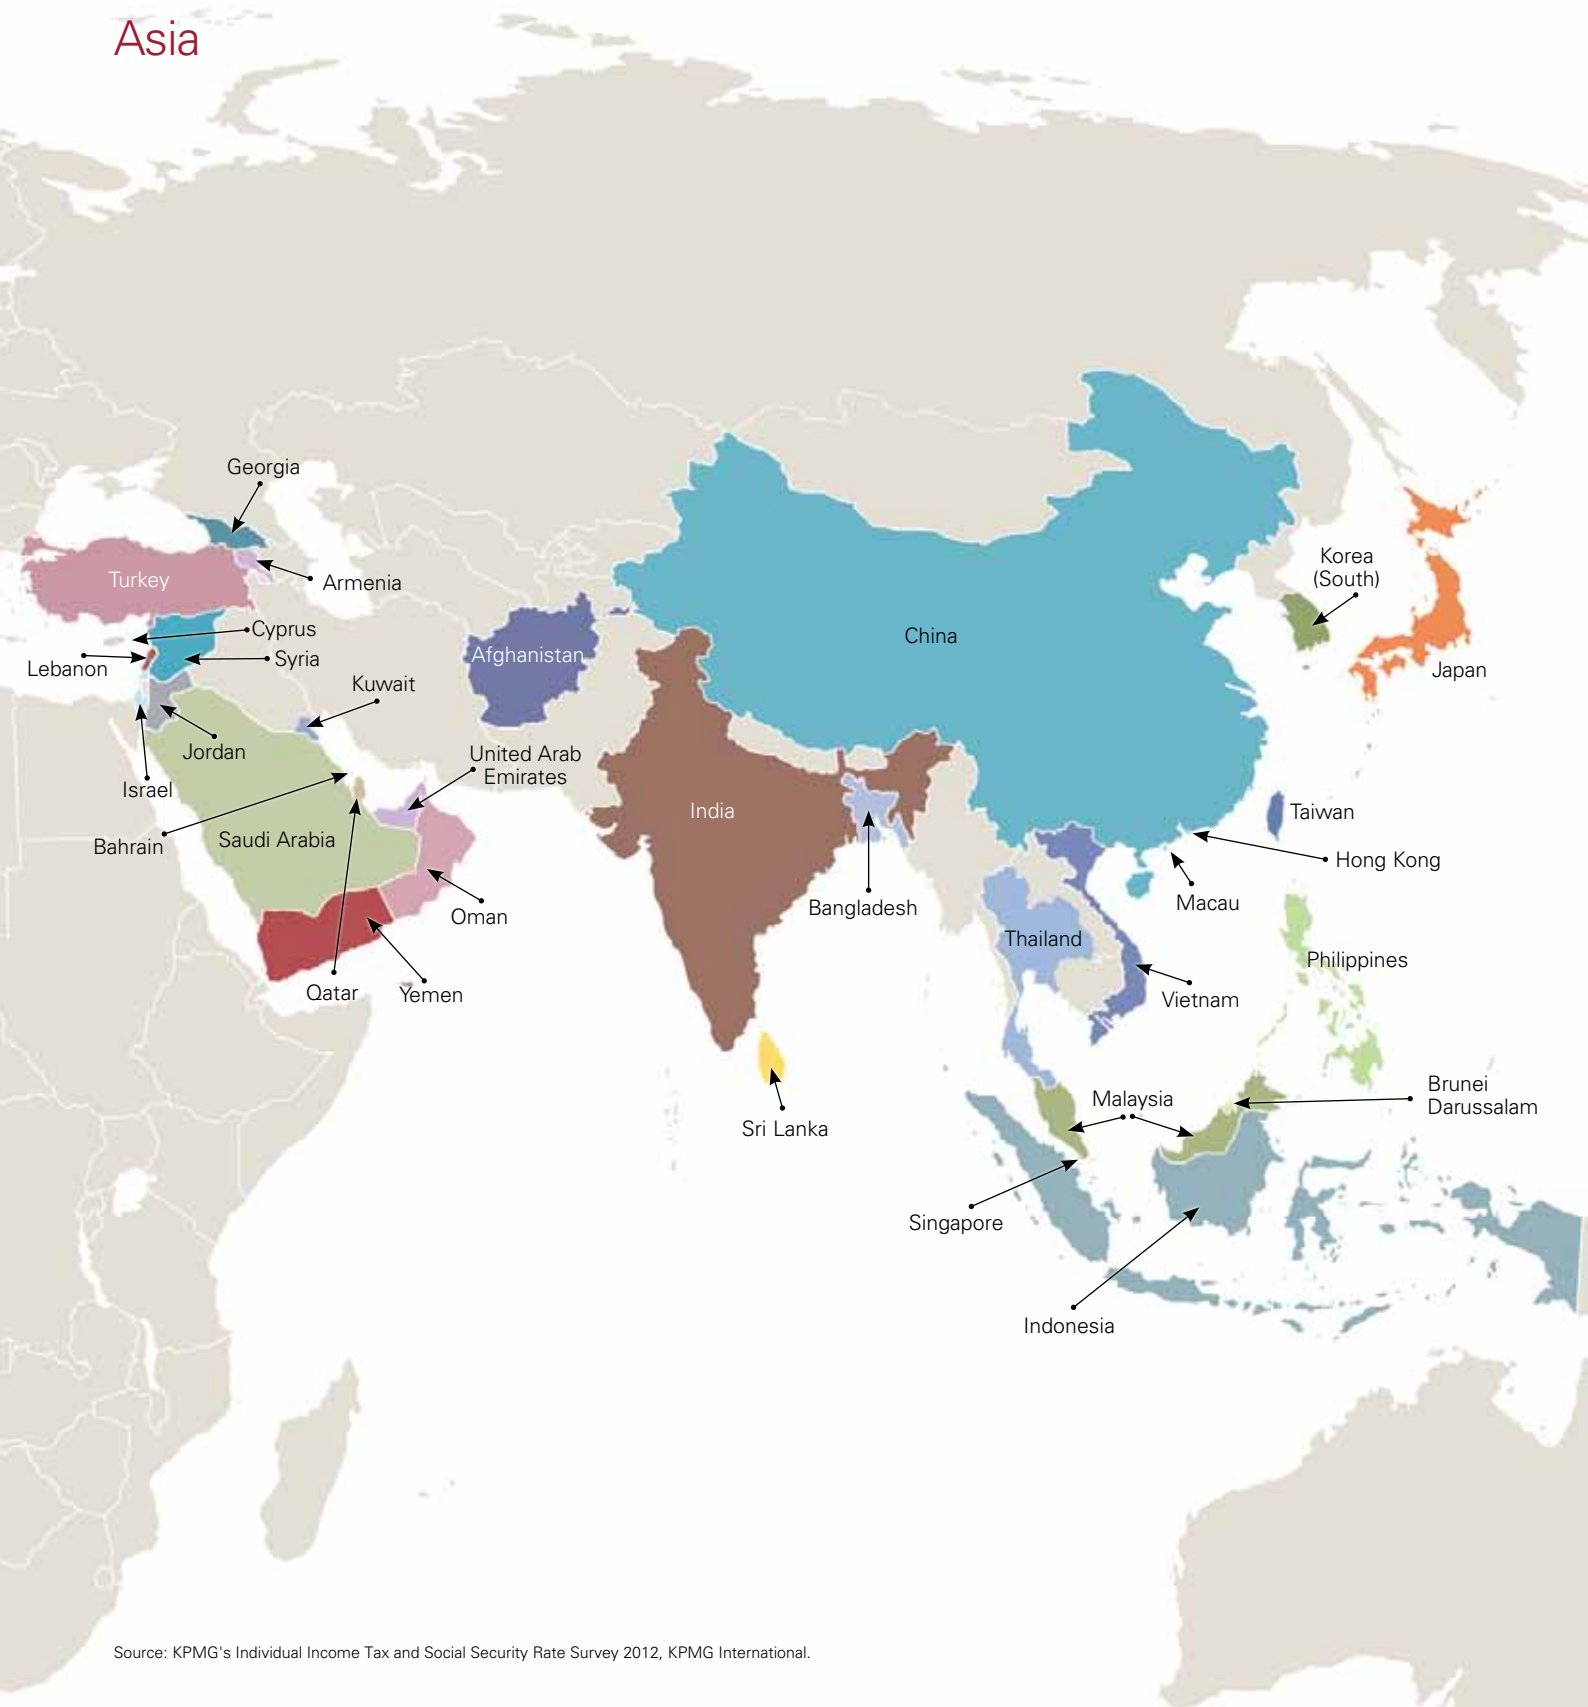 Asia
Georgia
Turkey
Armenia
Cyprus
Lebanon
Syria
Kuwait
Afghanistan
Jordan
Israel
United Arab
Emirates
Bahrain
Saudi Arabia
Oman
Qatar
Yemen
India
China
Korea
(South)
Japan
Taiwan
Hong Kong
Macau
Bangladesh
Thailand
Philippines
Vietnam
Sri Lanka
Malaysia
Brunei
Darussalam
Singapore
Indonesia
Source: KPMG's Individual Income Tax and Social Security Rate Survey 2012, KPMG International.